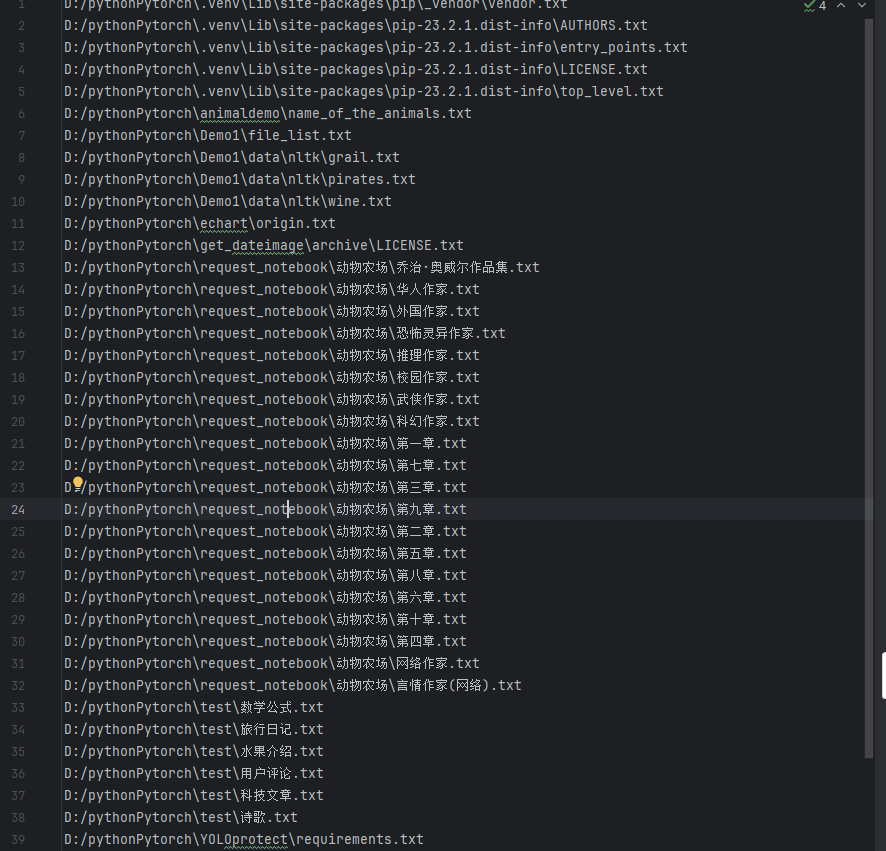 1 D:/pythonPytorch\.venv\Lib\site-packages\pip\_vendor\vendor.txt
4
2 D:/pythonPytorch\.venv\Lib\site-packages\pip-23.2.1.dist-info\AUTHORS.txt
3 D:/pythonPytorch\.venv\Lib\site-packages\pip-23.2.1.dist-info\entry_points.txt
4 D:/pythonPytorch\.venv\Lib\site-packages\pip-23.2.1.dist-info\LICENSE.txt
5 D:/pythonPytorch\.venv\Lib\site-packages\pip-23.2.1.dist-info\top_level.txt
6 D:/pythonPytorch\animaldemo\name_of_the_animals.txt
7 D:/pythonPytorch\Demo1\file_list.txt
8 D:/pythonPytorch\Demo1\data\nltk\grail.txt
9 D:/pythonPytorch\Demo1\data\nltk\pirates.txt
10 D:/pythonPytorch\Demo1\data\nltk\wine.txt
11 D:/pythonPytorch\echart\origin.txt
12 D:/pythonPytorch\get_dateimage\archive\LICENSE.txt
13 D:/pythonPytorch\request_notebook\动物农场\乔治·奥威尔作品集.txt
14 D:/pythonPytorch\request_notebook\动物农场\华人作家.txt
15 D:/pythonPytorch\request_notebook\动物农场\外国作家.txt
16 D:/pythonPytorch\request_notebook\动物农场\恐怖灵异作家.txt
17 D:/pythonPytorch\request_notebook\动物农场\推理作家.txt
18 D:/pythonPytorch\request_notebook\动物农场\校园作家.txt
19 D:/pythonPytorch\request_notebook\动物农场\武侠作家.txt
20 D:/pythonPytorch\request_notebook\动物农场\科幻作家.txt
21 D:/pythonPytorch\request_notebook\动物农场\第一章.txt
22 D:/pythonPytorch\request_notebook\动物农场\第七章.txt
23 D:/pythonPytorch\request_notebook\动物农场\第三章.txt
24 D:/pythonPytorch\request_notebook\动物农场\第九章.txt
25 D:/pythonPytorch\request_notebook\动物农场\第二章.txt
26 D:/pythonPytorch\request_notebook\动物农场\第五章.txt
27 D:/pythonPytorch\request_notebook\动物农场\第八章.txt
28 D:/pythonPytorch\request_notebook\动物农场\第六章.txt
29 D:/pythonPytorch\request_notebook\动物农场\第十章.txt
30 D:/pythonPytorch\request_notebook\动物农场\第四章.txt
31 D:/pythonPytorch\request_notebook\动物农场\网络作家.txt
32 D:/pythonPytorch\request_notebook\动物农场\言情作家(网络).txt
33 D:/pythonPytorch\test\数学公式.txt
34 D:/pythonPytorch\test\旅行日记.txt
35 D:/pythonPytorch\test\水果介绍.txt
36 D:/pythonPytorch\test\用户评论.txt
37 D:/pythonPytorch\test\科技文章.txt
38 D:/pythonPytorch\test\诗歌.txt
39 D:/pythonPytorch\YOLOprotect\requirements.txt